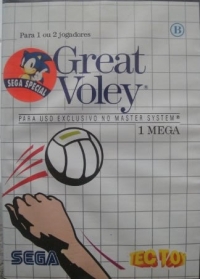 Para 1 ou 2 jogadores
B
SEGA SPECIAL
Great
Voley®
PARA USO EXCLUSIVO NO MASTER SYSTEM®
1 MEGA
SEGA
TEC TOY